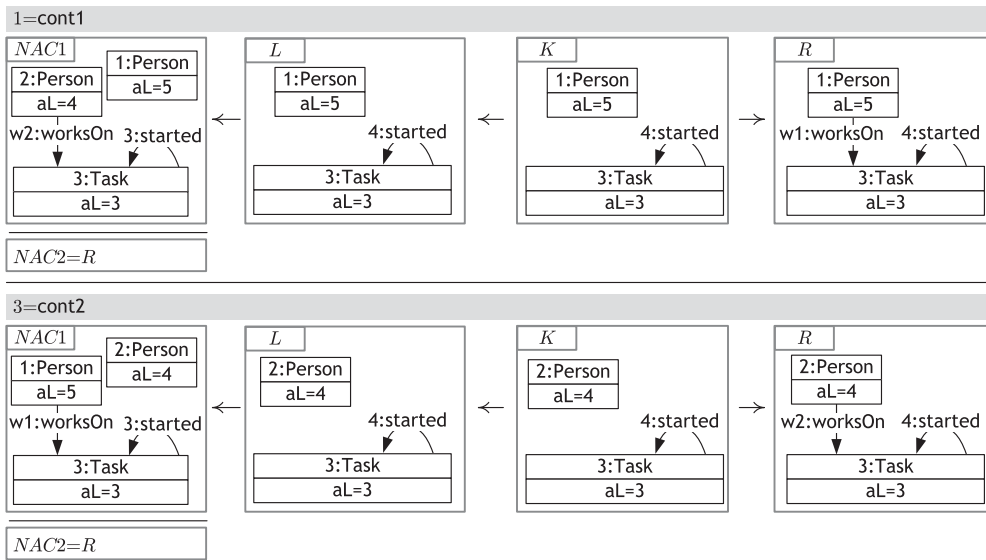 1=cont1
NAC1
L
K
R
1:Person
aL=5
2:Person
aL=4
w2:worksOn
3:started
3:Task
aL=3
1:Person
aL=5
4:started
3:Task
aL=3
1:Person
aL=5
4:started
3:Task
aL=3
1:Person
aL=5
w1:worksOn
4:started
3:Task
aL=3
NAC2=R
3=cont2
NAC1
L
K
R
2:Person
aL=4
1:Person
aL=5
w1:worksOn
3:started
3:Task
aL=3
2:Person
aL=4
4:started
3:Task
aL=3
2:Person
aL=4
4:started
3:Task
aL=3
2:Person
aL=4
w2:worksOn
4:started
3:Task
aL=3
NAC2=R